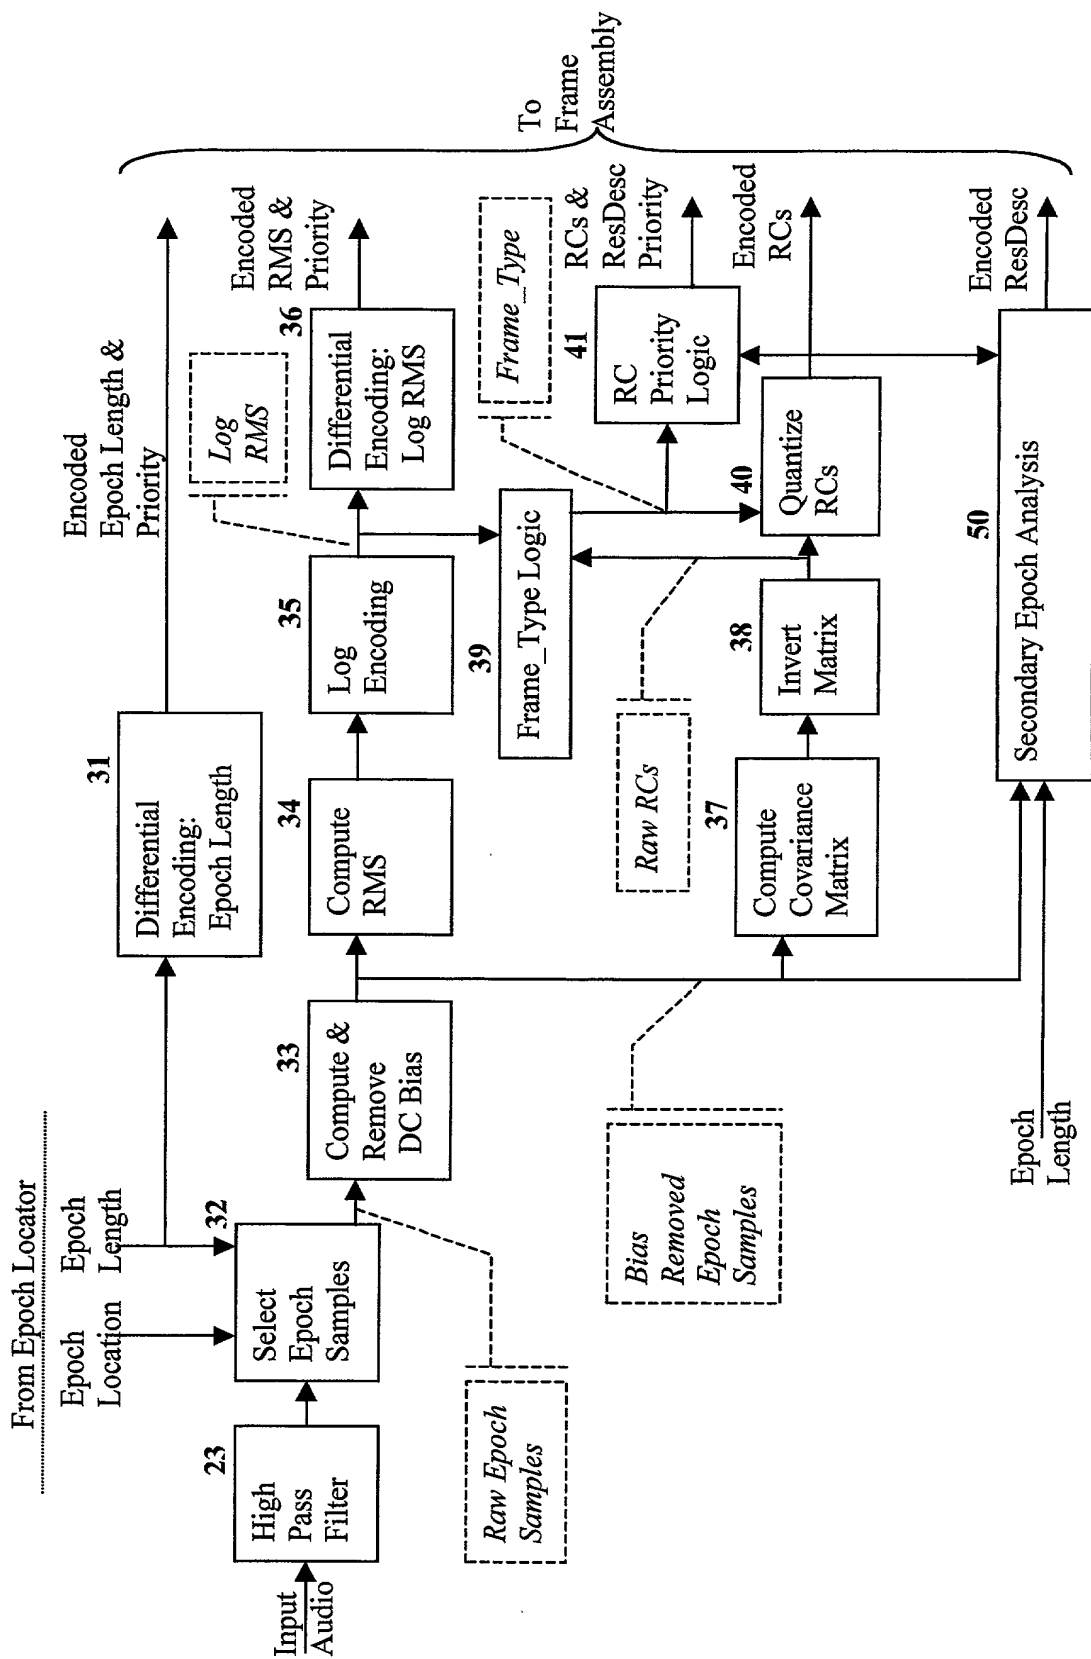 From Epoch Locator
Epoch
Location
Epoch
Length
Input
Audio
23
High
Pass
Filter
32
Select
Epoch
Samples
Raw Epoch
Samples
33
Compute &
Remove
DC Bias
Bias
Removed
Epoch
Samples
31
Differential
Encoding:
Epoch Length
Encoded
Epoch Length &
Priority
34
Compute
RMS
35
Log
Encoding
Log
RMS
36
Differential
Encoding:
Log RMS
Encoded
RMS &
Priority
39
Frame_Type Logic
Frame_Type
Raw RCs
37
Compute
Covariance
Matrix
38
Invert
Matrix
40
Quantize
RCs
41
RC
Priority
Logic
RCs &
ResDesc
Priority
Encoded
RCs
Epoch
Length
50
Secondary Epoch Analysis
Encoded
ResDesc
To
Frame
Assembly